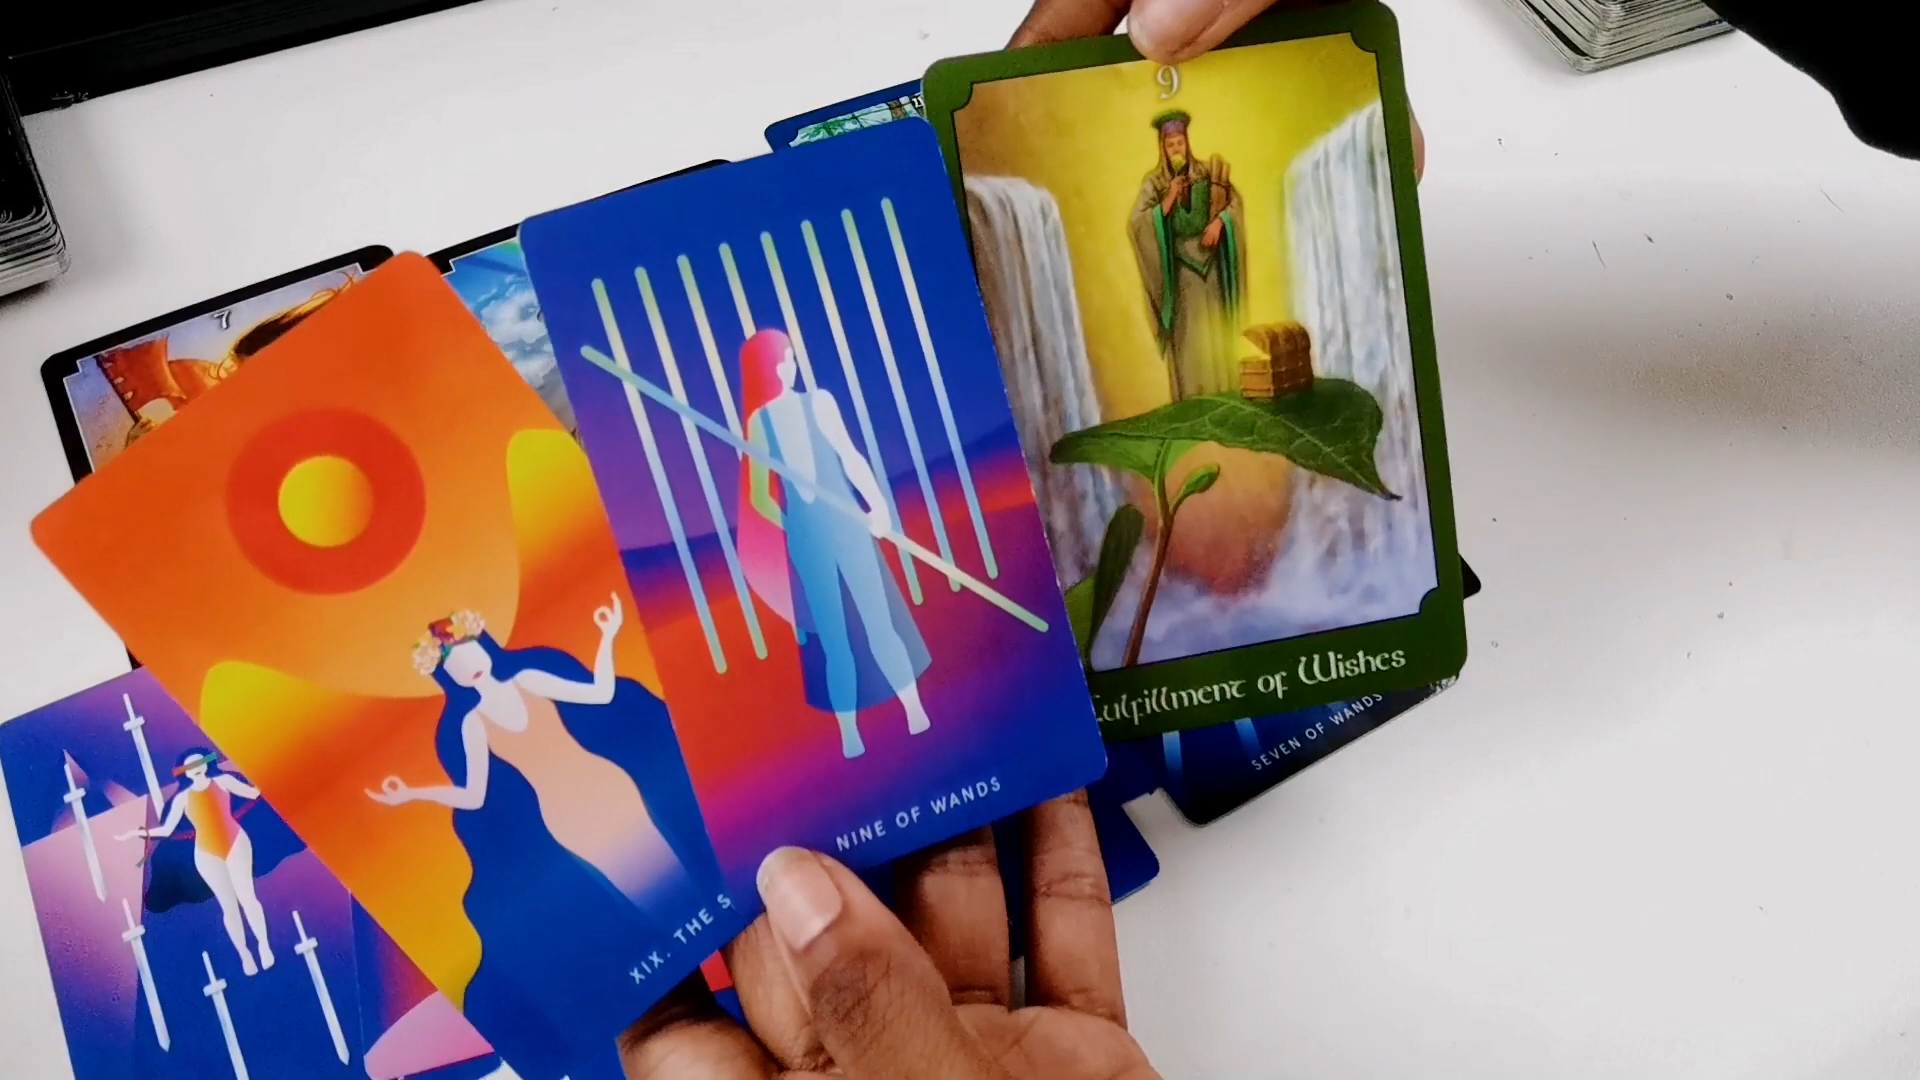 9
7
Fulfillment of Wishes
SEVEN OF WANDS
NINE OF WANDS
XIX. THE S